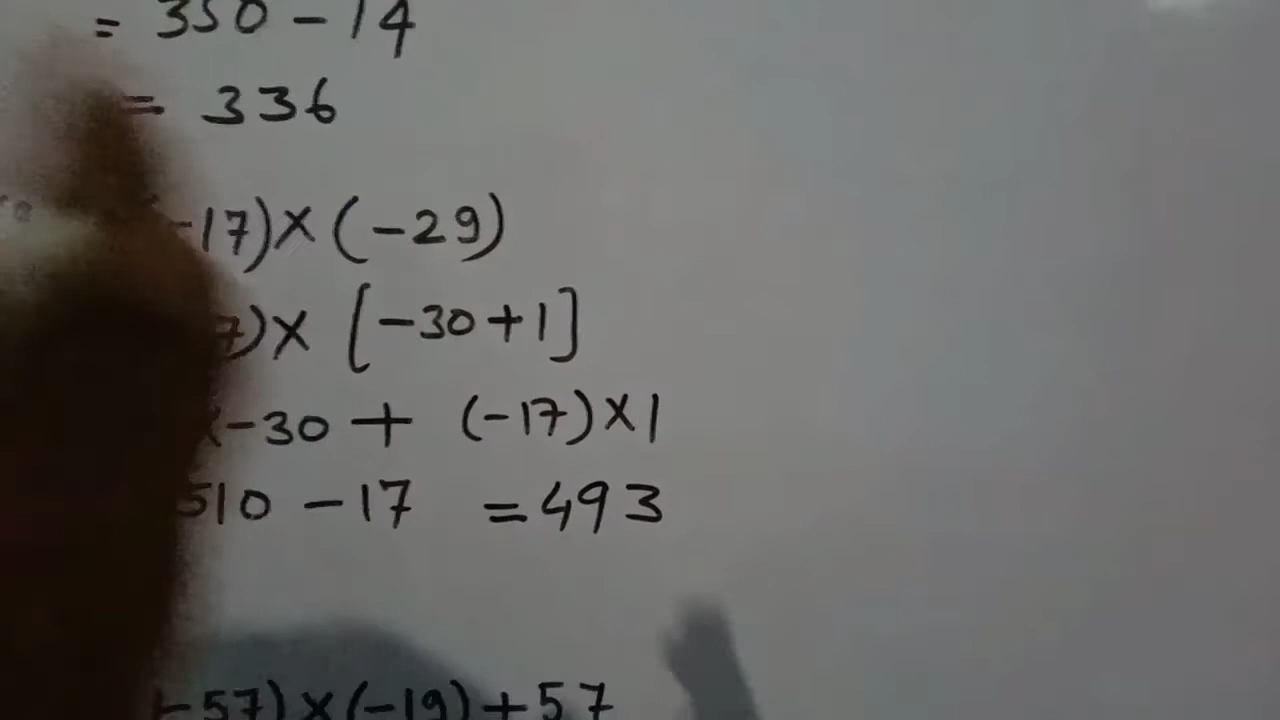 = 350 - 14
= 336
-17) × (-29)
7) × [-30 + 1]
× -30 + (-17) × 1
510 - 17 = 493
-57) × (-19) + 57